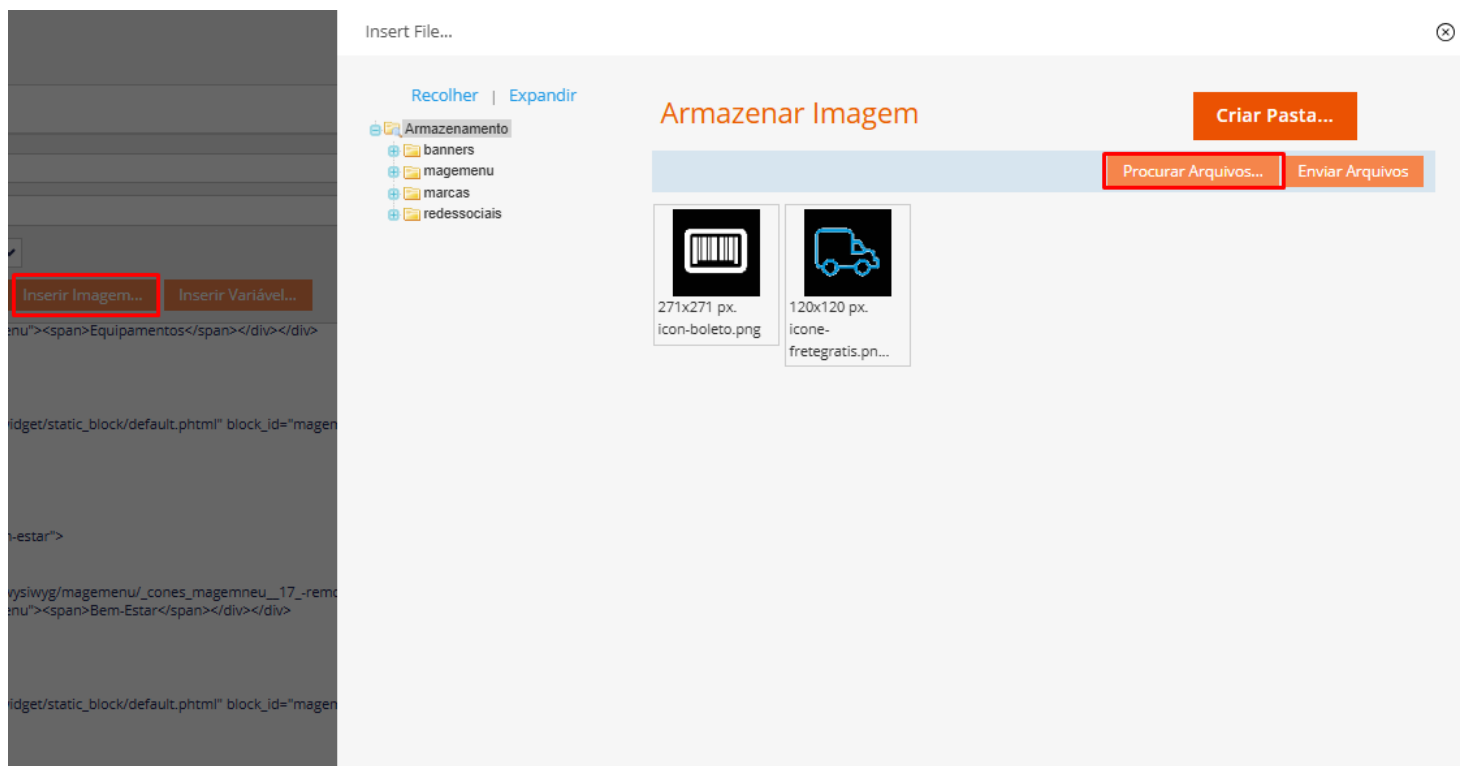 Insert File...
Recolher | Expandir
Armazenamento
banners
magemenu
marcas
redessociais
Armazenar Imagem
Criar Pasta...
Procurar Arquivos...
Enviar Arquivos
271x271 px.
icon-boleto.png
120x120 px.
icone-
fretegratis.pn...
Inserir Imagem...
Inserir Variável...
enu"><span>Equipamentos</span></div></div>
idget/static_block/default.phtml" block_id="magen
-estar">
wysiwyg/magemenu/_cones_magemneu__17_-remo
enu"><span>Bem-Estar</span></div></div>
idget/static_block/default.phtml" block_id="magen